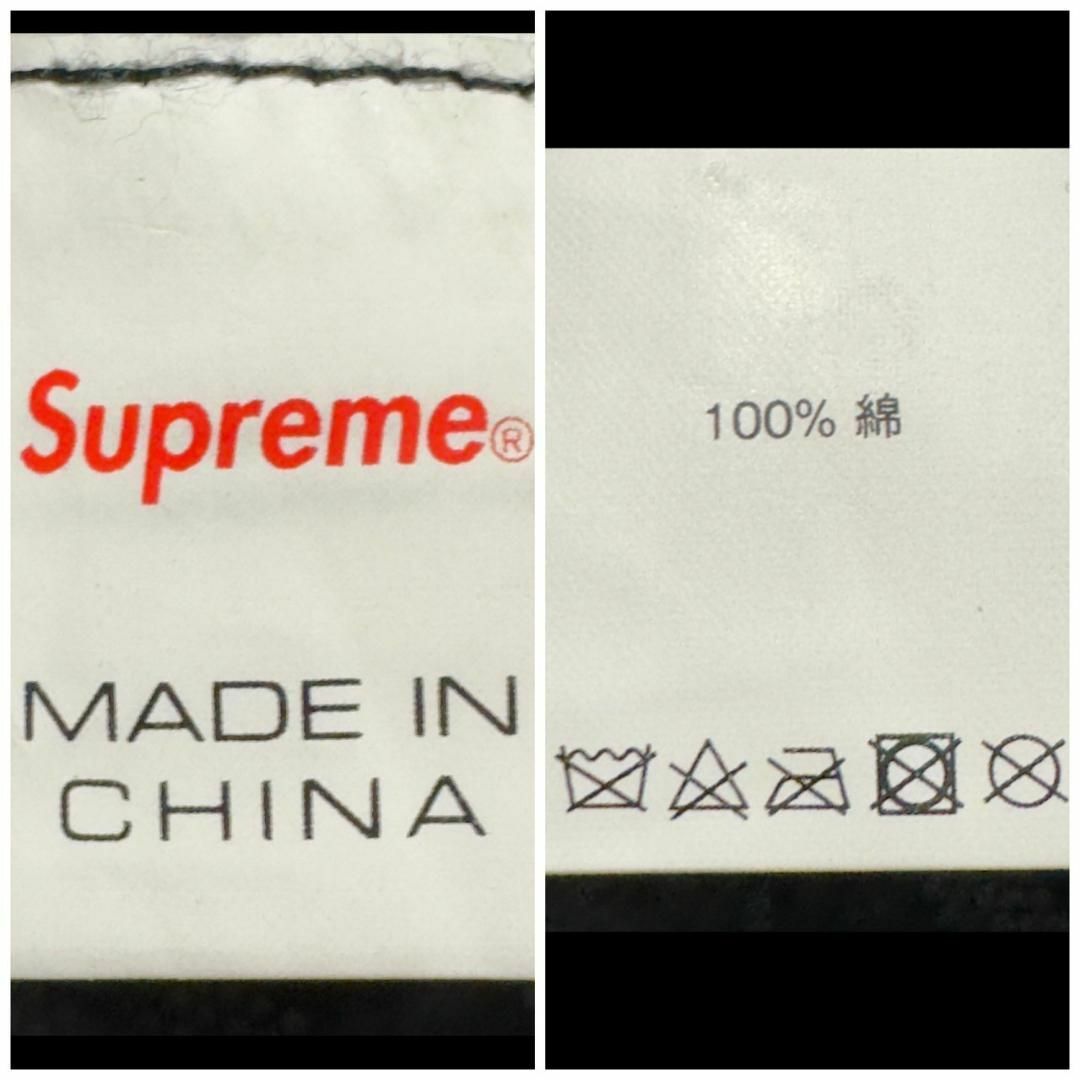 Supreme®
MADE IN
CHINA
100% 綿